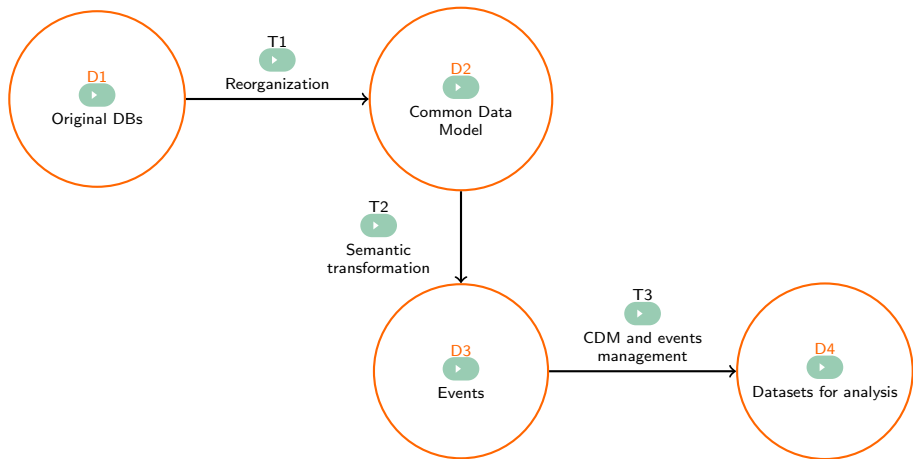 D1
Original DBs
T1
Reorganization
D2
Common Data
Model
T2
Semantic
transformation
D3
Events
T3
CDM and events
management
D4
Datasets for analysis